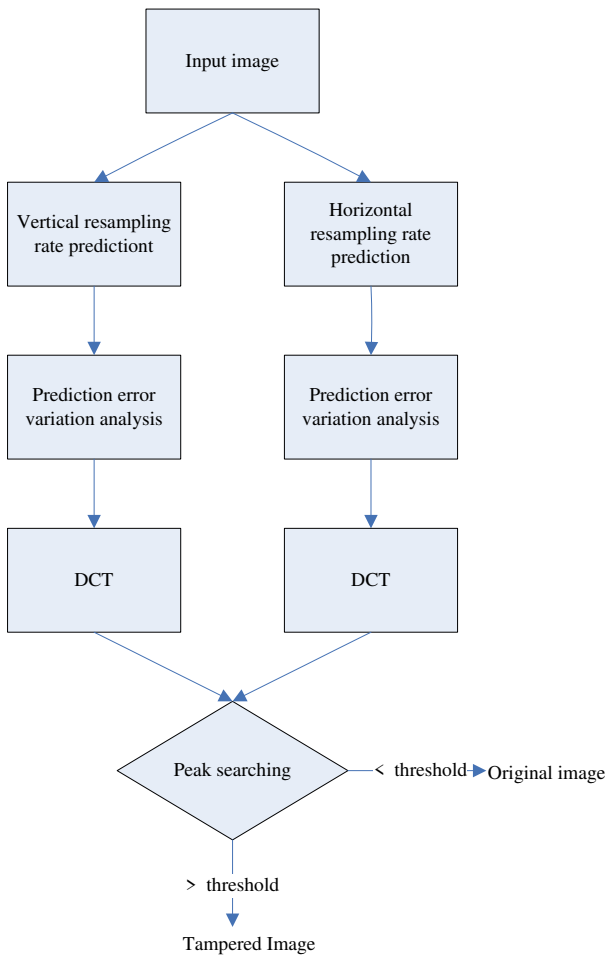 Input image
Vertical resampling
rate predictiont
Horizontal
resampling rate
prediction
Prediction error
variation analysis
Prediction error
variation analysis
DCT
DCT
Peak searching
< threshold
Original image
> threshold
Tampered Image